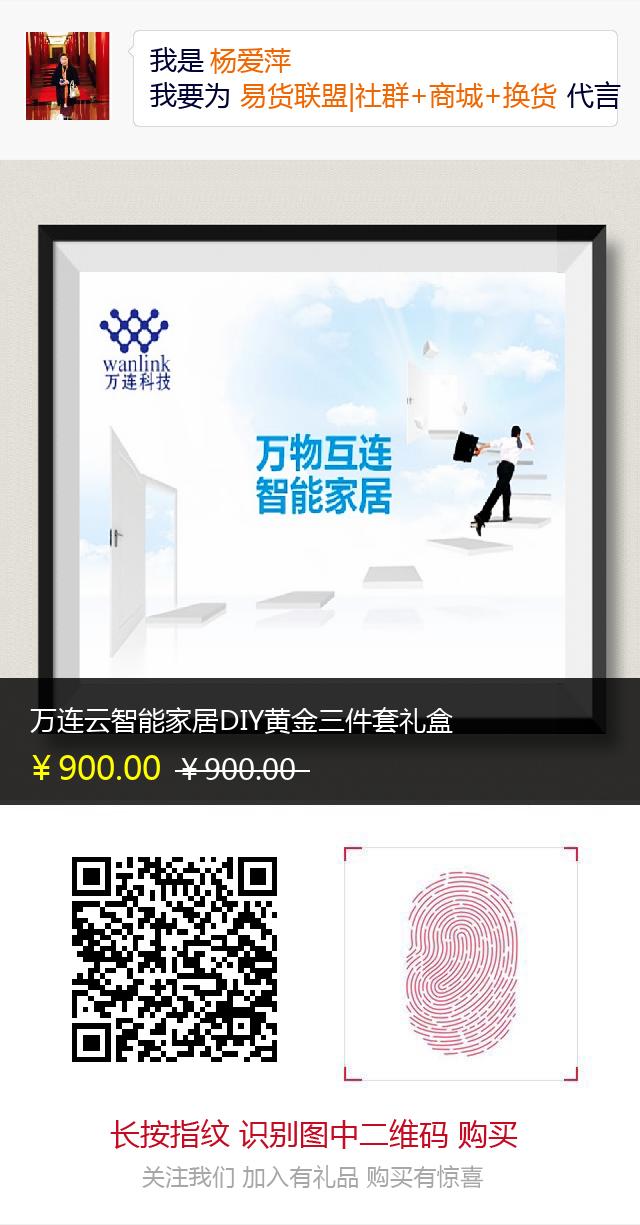 我是 杨爱萍
我要为 易货联盟|社群+商城+换货 代言
wanlink
万连科技
万物互连
智能家居
万连云智能家居DIY黄金三件套礼盒
￥900.00 ￥900.00
长按指纹 识别图中二维码 购买
关注我们 加入有礼品 购买有惊喜